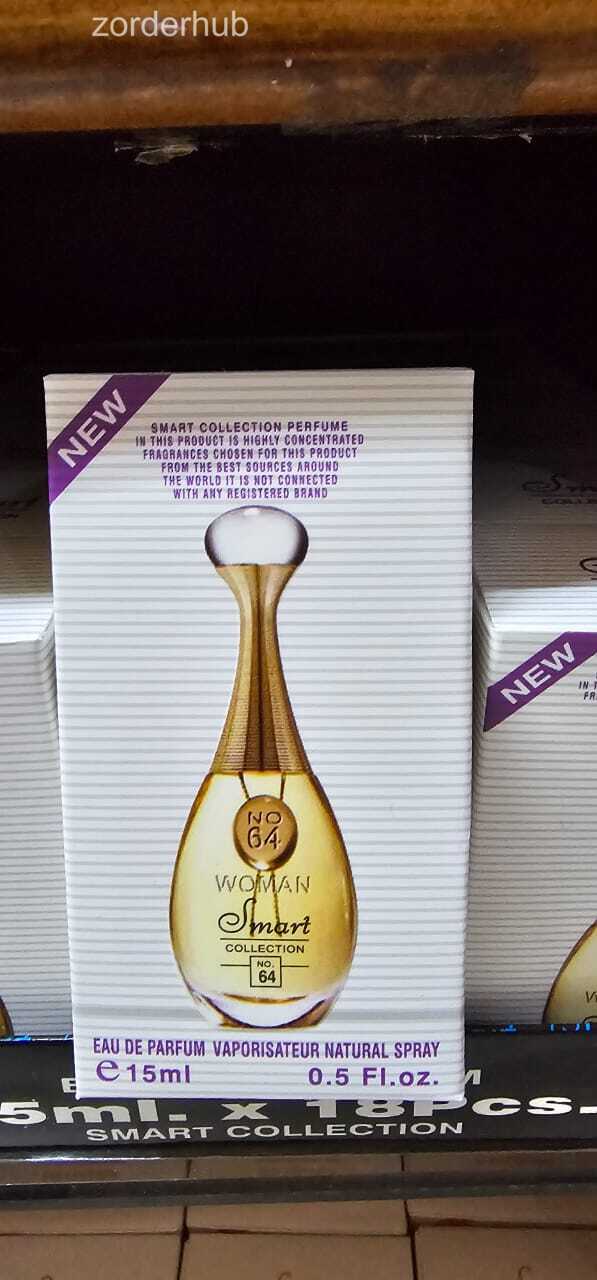 zorderhub
NEW
SMART COLLECTION PERFUME
IN THIS PRODUCT IS HIGHLY CONCENTRATED
FRAGRANCES CHOSEN FOR THIS PRODUCT
FROM THE BEST SOURCES AROUND
THE WORLD IT IS NOT CONNECTED
WITH ANY REGISTERED BRAND
NO
64
WOMAN
Smart
COLLECTION
NO.
64
EAU DE PARFUM VAPORISATEUR NATURAL SPRAY
e 15ml 0.5 Fl.oz.
NEW
5ml. x 18Pcs.
SMART COLLECTION